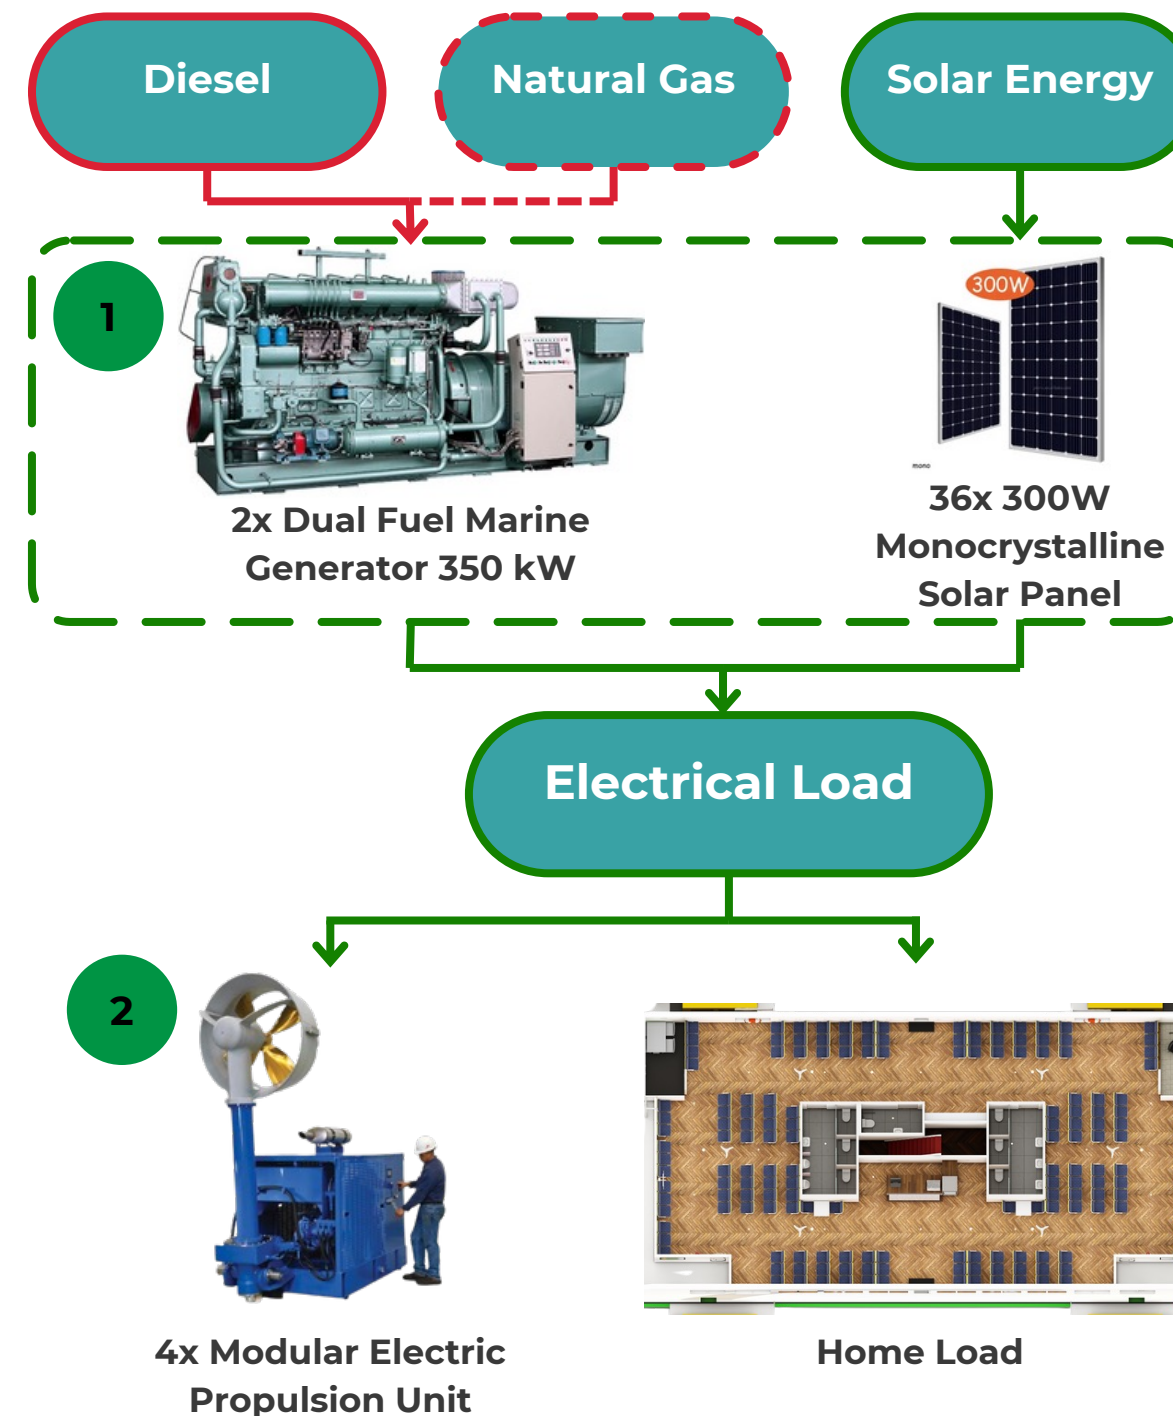 Diesel
Natural Gas
Solar Energy
1
300W
mono
2x Dual Fuel Marine
Generator 350 kW
36x 300W
Monocrystalline
Solar Panel
Electrical Load
2
4x Modular Electric
Propulsion Unit
Home Load